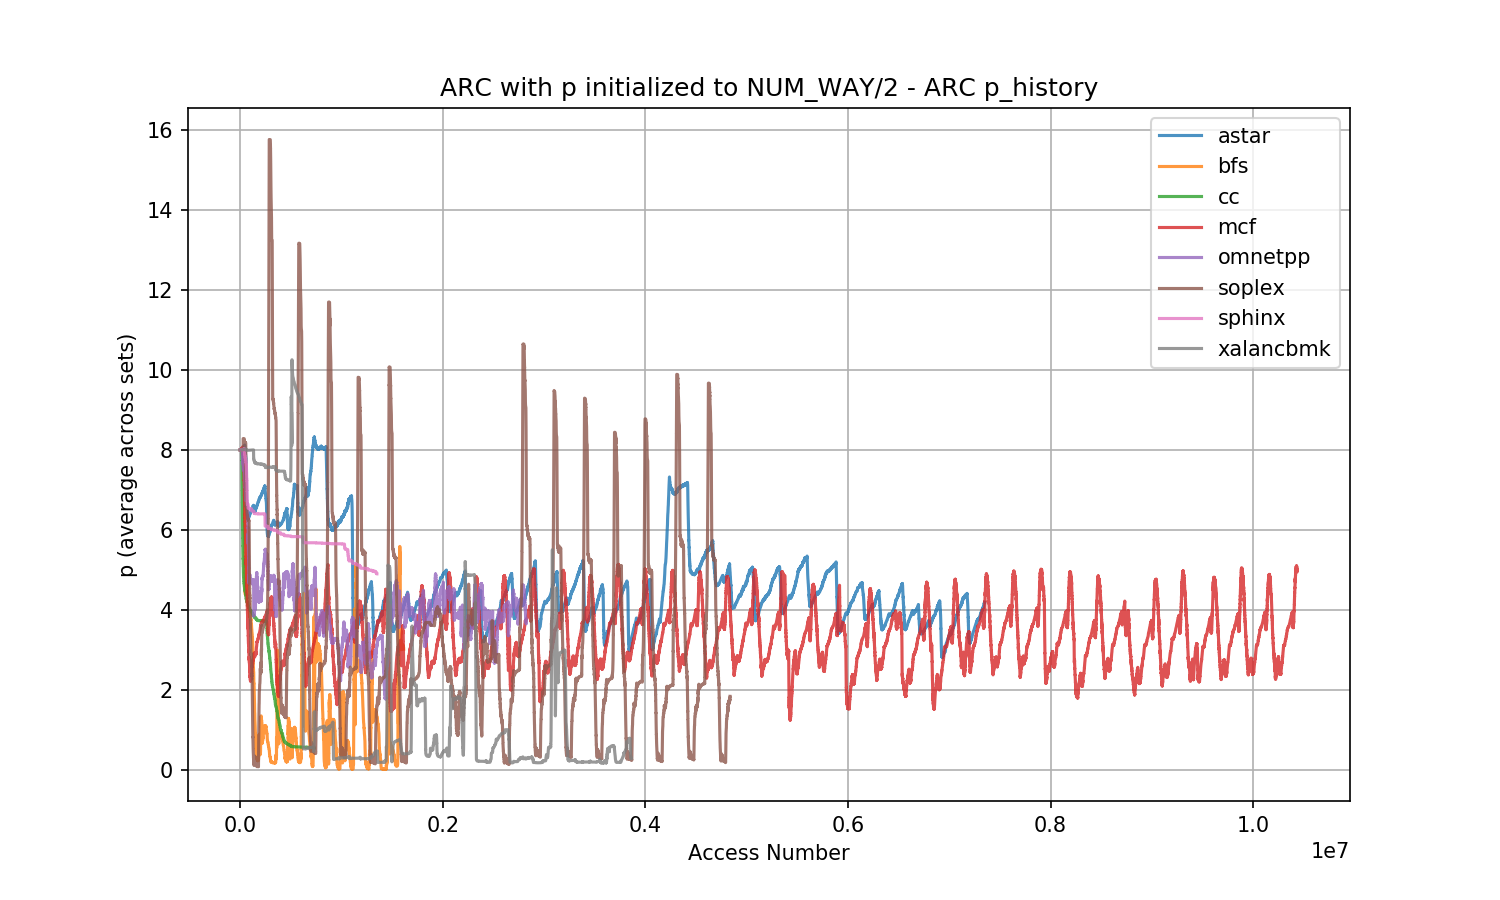 ARC with p initialized to NUM_WAY/2 - ARC p_history
p (average across sets)
16
14
12
10
8
6
4
2
0
astar
bfs
cc
mcf
omnetpp
soplex
sphinx
xalancbmk
0.0 0.2 0.4 0.6 0.8 1.0
1e7
Access Number